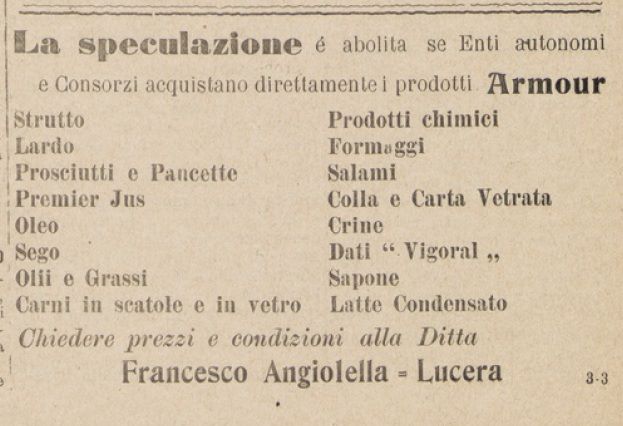 La speculazione é abolita se Enti autonomi
e Consorzi acquistano direttamente i prodotti Armour
Strutto
Lardo
Prosciutti e Pancette
Premier Jus
Oleo
Sego
Olii e Grassi
Carni in scatole e in vetro
Prodotti chimici
Formaggi
Salami
Colla e Carta Vetrata
Crine
Dati “ Vigoral „
Sapone
Latte Condensato
Chiedere prezzi e condizioni alla Ditta
Francesco Angiolella = Lucera
3-3